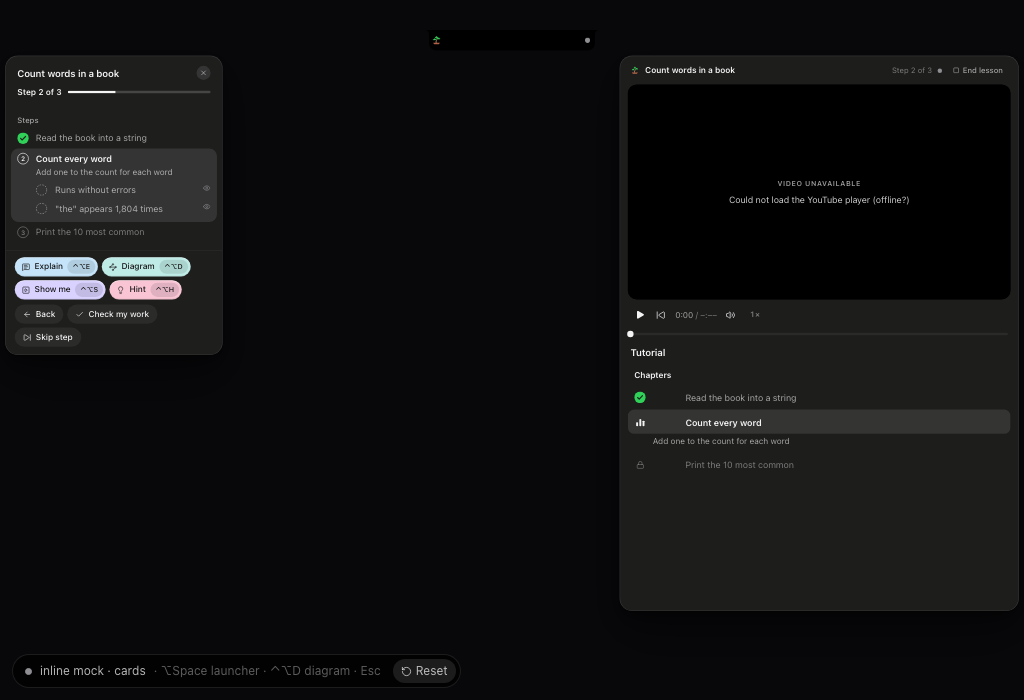 Count words in a book
Step 2 of 3
Steps
Read the book into a string
2 Count every word
Add one to the count for each word
Runs without errors
"the" appears 1,804 times
3 Print the 10 most common
Explain ⌃⌥E
Diagram ⌃⌥D
Show me ⌃⌥S
Hint ⌃⌥H
Back
Check my work
Skip step
Count words in a book
Step 2 of 3
End lesson
VIDEO UNAVAILABLE
Could not load the YouTube player (offline?)
0:00 / –:––
1×
Tutorial
Chapters
Read the book into a string
Count every word
Add one to the count for each word
Print the 10 most common
inline mock · cards · ⌥Space launcher · ⌃⌥D diagram · Esc
Reset